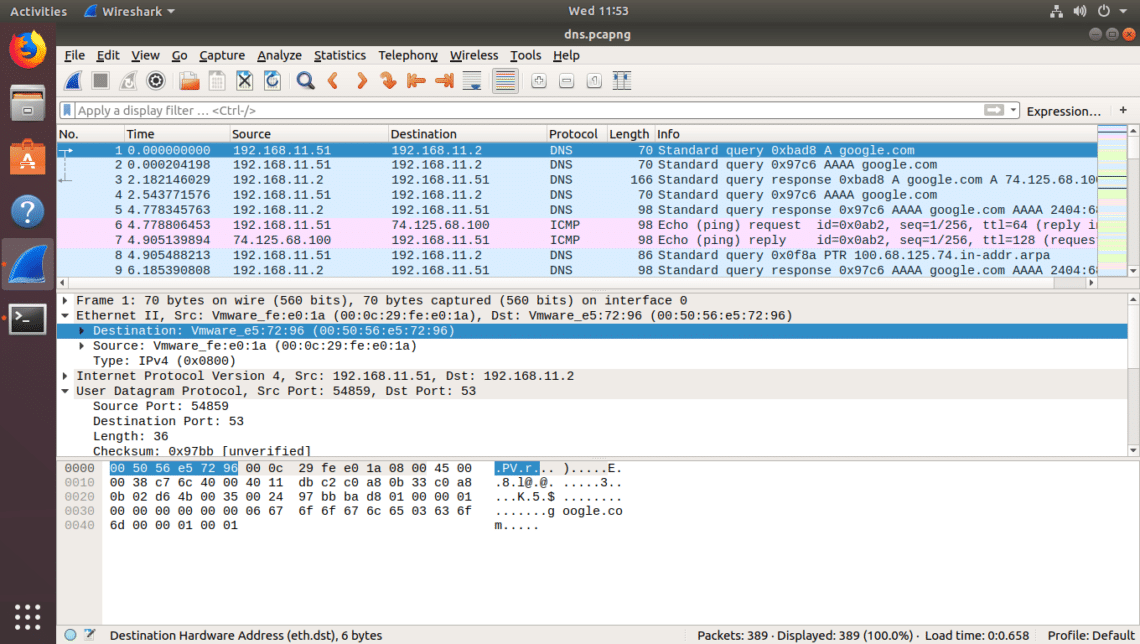 Activities Wireshark Wed 11:53
dns.pcapng
File Edit View Go Capture Analyze Statistics Telephony Wireless Tools Help
Apply a display filter … <Ctrl-/> Expression… +
No. Time Source Destination Protocol Length Info
1 0.000000000 192.168.11.51 192.168.11.2 DNS 70 Standard query 0xbad8 A google.com
2 0.000204198 192.168.11.51 192.168.11.2 DNS 70 Standard query 0x97c6 AAAA google.com
3 2.182146029 192.168.11.2 192.168.11.51 DNS 166 Standard query response 0xbad8 A google.com A 74.125.68.10
4 2.543771576 192.168.11.51 192.168.11.2 DNS 70 Standard query 0x97c6 AAAA google.com
5 4.778345763 192.168.11.2 192.168.11.51 DNS 98 Standard query response 0x97c6 AAAA google.com AAAA 2404:6
6 4.778806453 192.168.11.51 74.125.68.100 ICMP 98 Echo (ping) request id=0x0ab2, seq=1/256, ttl=64 (reply i
7 4.905139894 74.125.68.100 192.168.11.51 ICMP 98 Echo (ping) reply id=0x0ab2, seq=1/256, ttl=128 (reques
8 4.905488213 192.168.11.51 192.168.11.2 DNS 86 Standard query 0x0f8a PTR 100.68.125.74.in-addr.arpa
9 6.185390808 192.168.11.2 192.168.11.51 DNS 98 Standard query response 0x97c6 AAAA google.com AAAA 2404:6
Frame 1: 70 bytes on wire (560 bits), 70 bytes captured (560 bits) on interface 0
Ethernet II, Src: Vmware_fe:e0:1a (00:0c:29:fe:e0:1a), Dst: Vmware_e5:72:96 (00:50:56:e5:72:96)
Destination: Vmware_e5:72:96 (00:50:56:e5:72:96)
Source: Vmware_fe:e0:1a (00:0c:29:fe:e0:1a)
Type: IPv4 (0x0800)
Internet Protocol Version 4, Src: 192.168.11.51, Dst: 192.168.11.2
User Datagram Protocol, Src Port: 54859, Dst Port: 53
Source Port: 54859
Destination Port: 53
Length: 36
Checksum: 0x97bb [unverified]
0000 00 50 56 e5 72 96 00 0c 29 fe e0 1a 08 00 45 00 .PV.r... ).....E.
0010 00 38 c7 6c 40 00 40 11 db c2 c0 a8 0b 33 c0 a8 .8.l@.@. .....3..
0020 0b 02 d6 4b 00 35 00 24 97 bb ba d8 01 00 00 01 ...K.5.$ ........
0030 00 00 00 00 00 00 06 67 6f 6f 67 6c 65 03 63 6f .......g oogle.co
0040 6d 00 00 01 00 01 m.....
Destination Hardware Address (eth.dst), 6 bytes Packets: 389 · Displayed: 389 (100.0%) · Load time: 0:0.658 Profile: Default